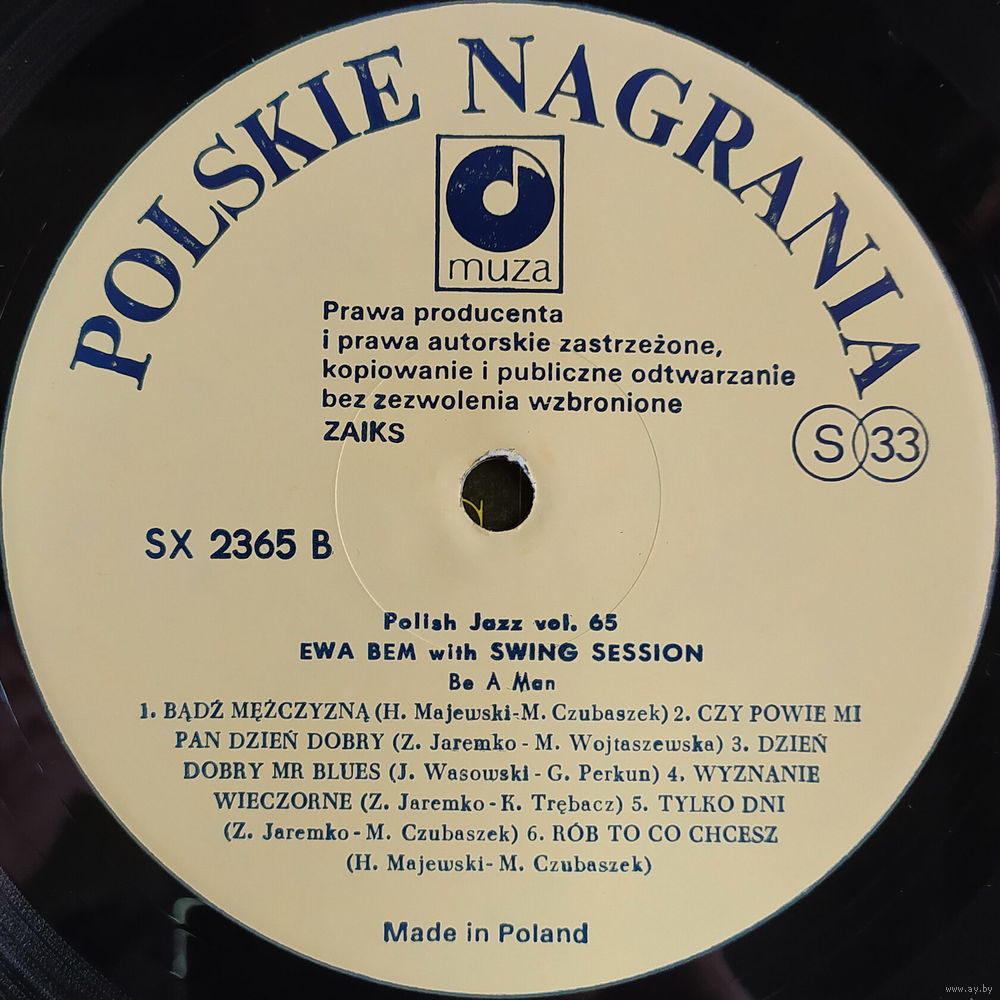 POLSKIE NAGRANIA
muza
Prawa producenta
i prawa autorskie zastrzeżone,
kopiowanie i publiczne odtwarzanie
bez zezwolenia wzbronione
ZAIKS
S 33
SX 2365 B
Polish Jazz vol. 65
EWA BEM with SWING SESSION
Be A Man
1. BĄDŹ MĘŻCZYZNĄ (H. Majewski-M. Czubaszek) 2. CZY POWIE MI
PAN DZIEŃ DOBRY (Z. Jaremko - M. Wojtaszewska) 3. DZIEŃ
DOBRY MR BLUES (J. Wasowski - G. Perkun) 4. WYZNANIE
WIECZORNE (Z. Jaremko-K. Trębacz) 5. TYLKO DNI
(Z. Jaremko-M. Czubaszek) 6. RÓB TO CO CHCESZ
(H. Majewski-M. Czubaszek)
Made in Poland
www.ay.by